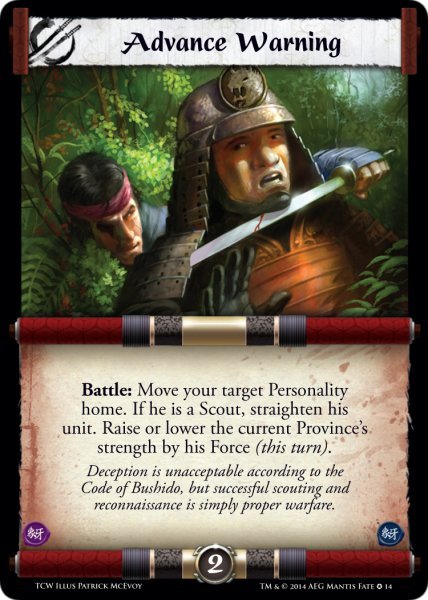 Advance Warning
Battle: Move your target Personality
home. If he is a Scout, straighten his
unit. Raise or lower the current Province's
strength by his Force (this turn).
Deception is unacceptable according to the
Code of Bushido, but successful scouting and
reconnaissance is simply proper warfare.
2
TCW ILLUS PATRICK MCEVOY
TM & © 2014 AEG MANTIS FATE ✪ 14